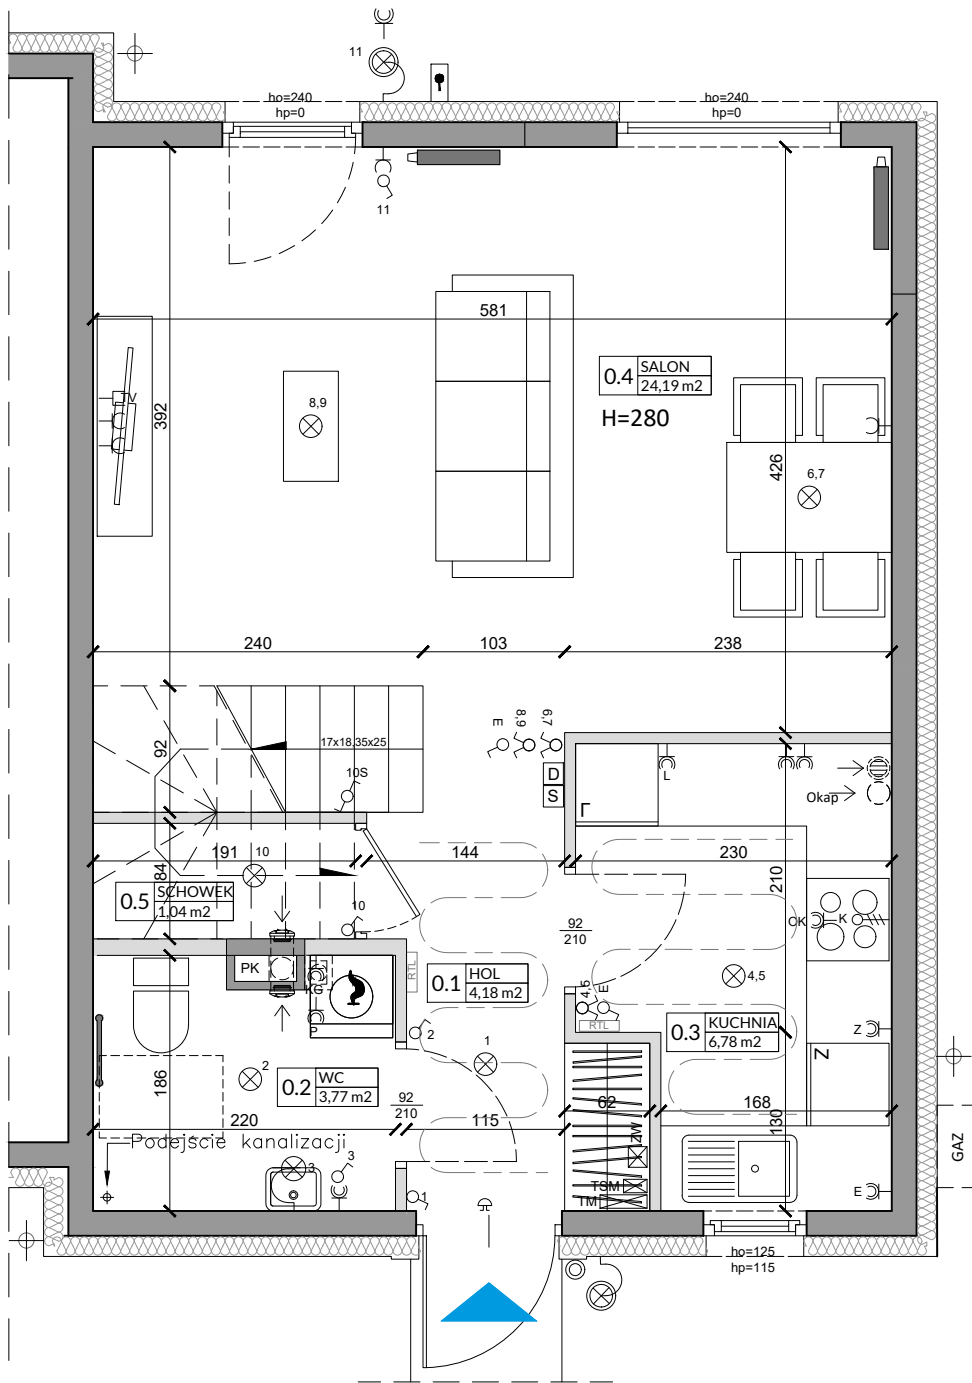 11
ho=240
hp=0
ho=240
hp=0
11
581
0.4 SALON
24,19 m2
H=280
TV
392
8,9
426
6,7
240
103
238
E
8,9
6,7
92
17x18,35x25
10S
D
S
L
Okap
191
10
144
230
84
210
0.5 SCHOWEK
1,04 m2
10
92
210
OK
K
PK
KG
P
RTL
0.1 HOL
4,18 m2
4,5
4,5
E
RTL
0.3 KUCHNIA
6,78 m2
Z
Z
2
1
2
0.2 WC
3,77 m2
186
92
210
62
168
220
115
130
Podejście kanalizacji
ZW
GAZ
3
3
TSM
TM
1
E
ho=125
hp=115